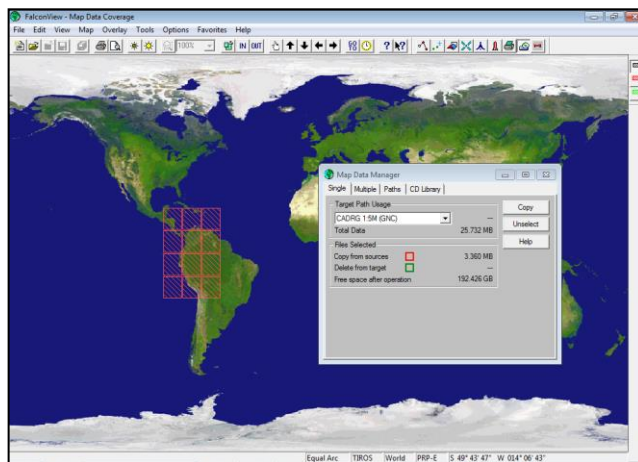 FalconView - Map Data Coverage
File Edit View Map Overlay Tools Options Favorites Help
100% IN OUT
Map Data Manager
Single Multiple Paths CD Library
Target Path Usage
CADRG 1:5M (GNC) ---
Total Data 25.732 MB
Copy
Unselect
Help
Files Selected
Copy from sources 3.360 MB
Delete from target ---
Free space after operation 192.426 GB
Equal Arc TIROS World PRP-E S 49° 43' 47" W 014° 06' 43"